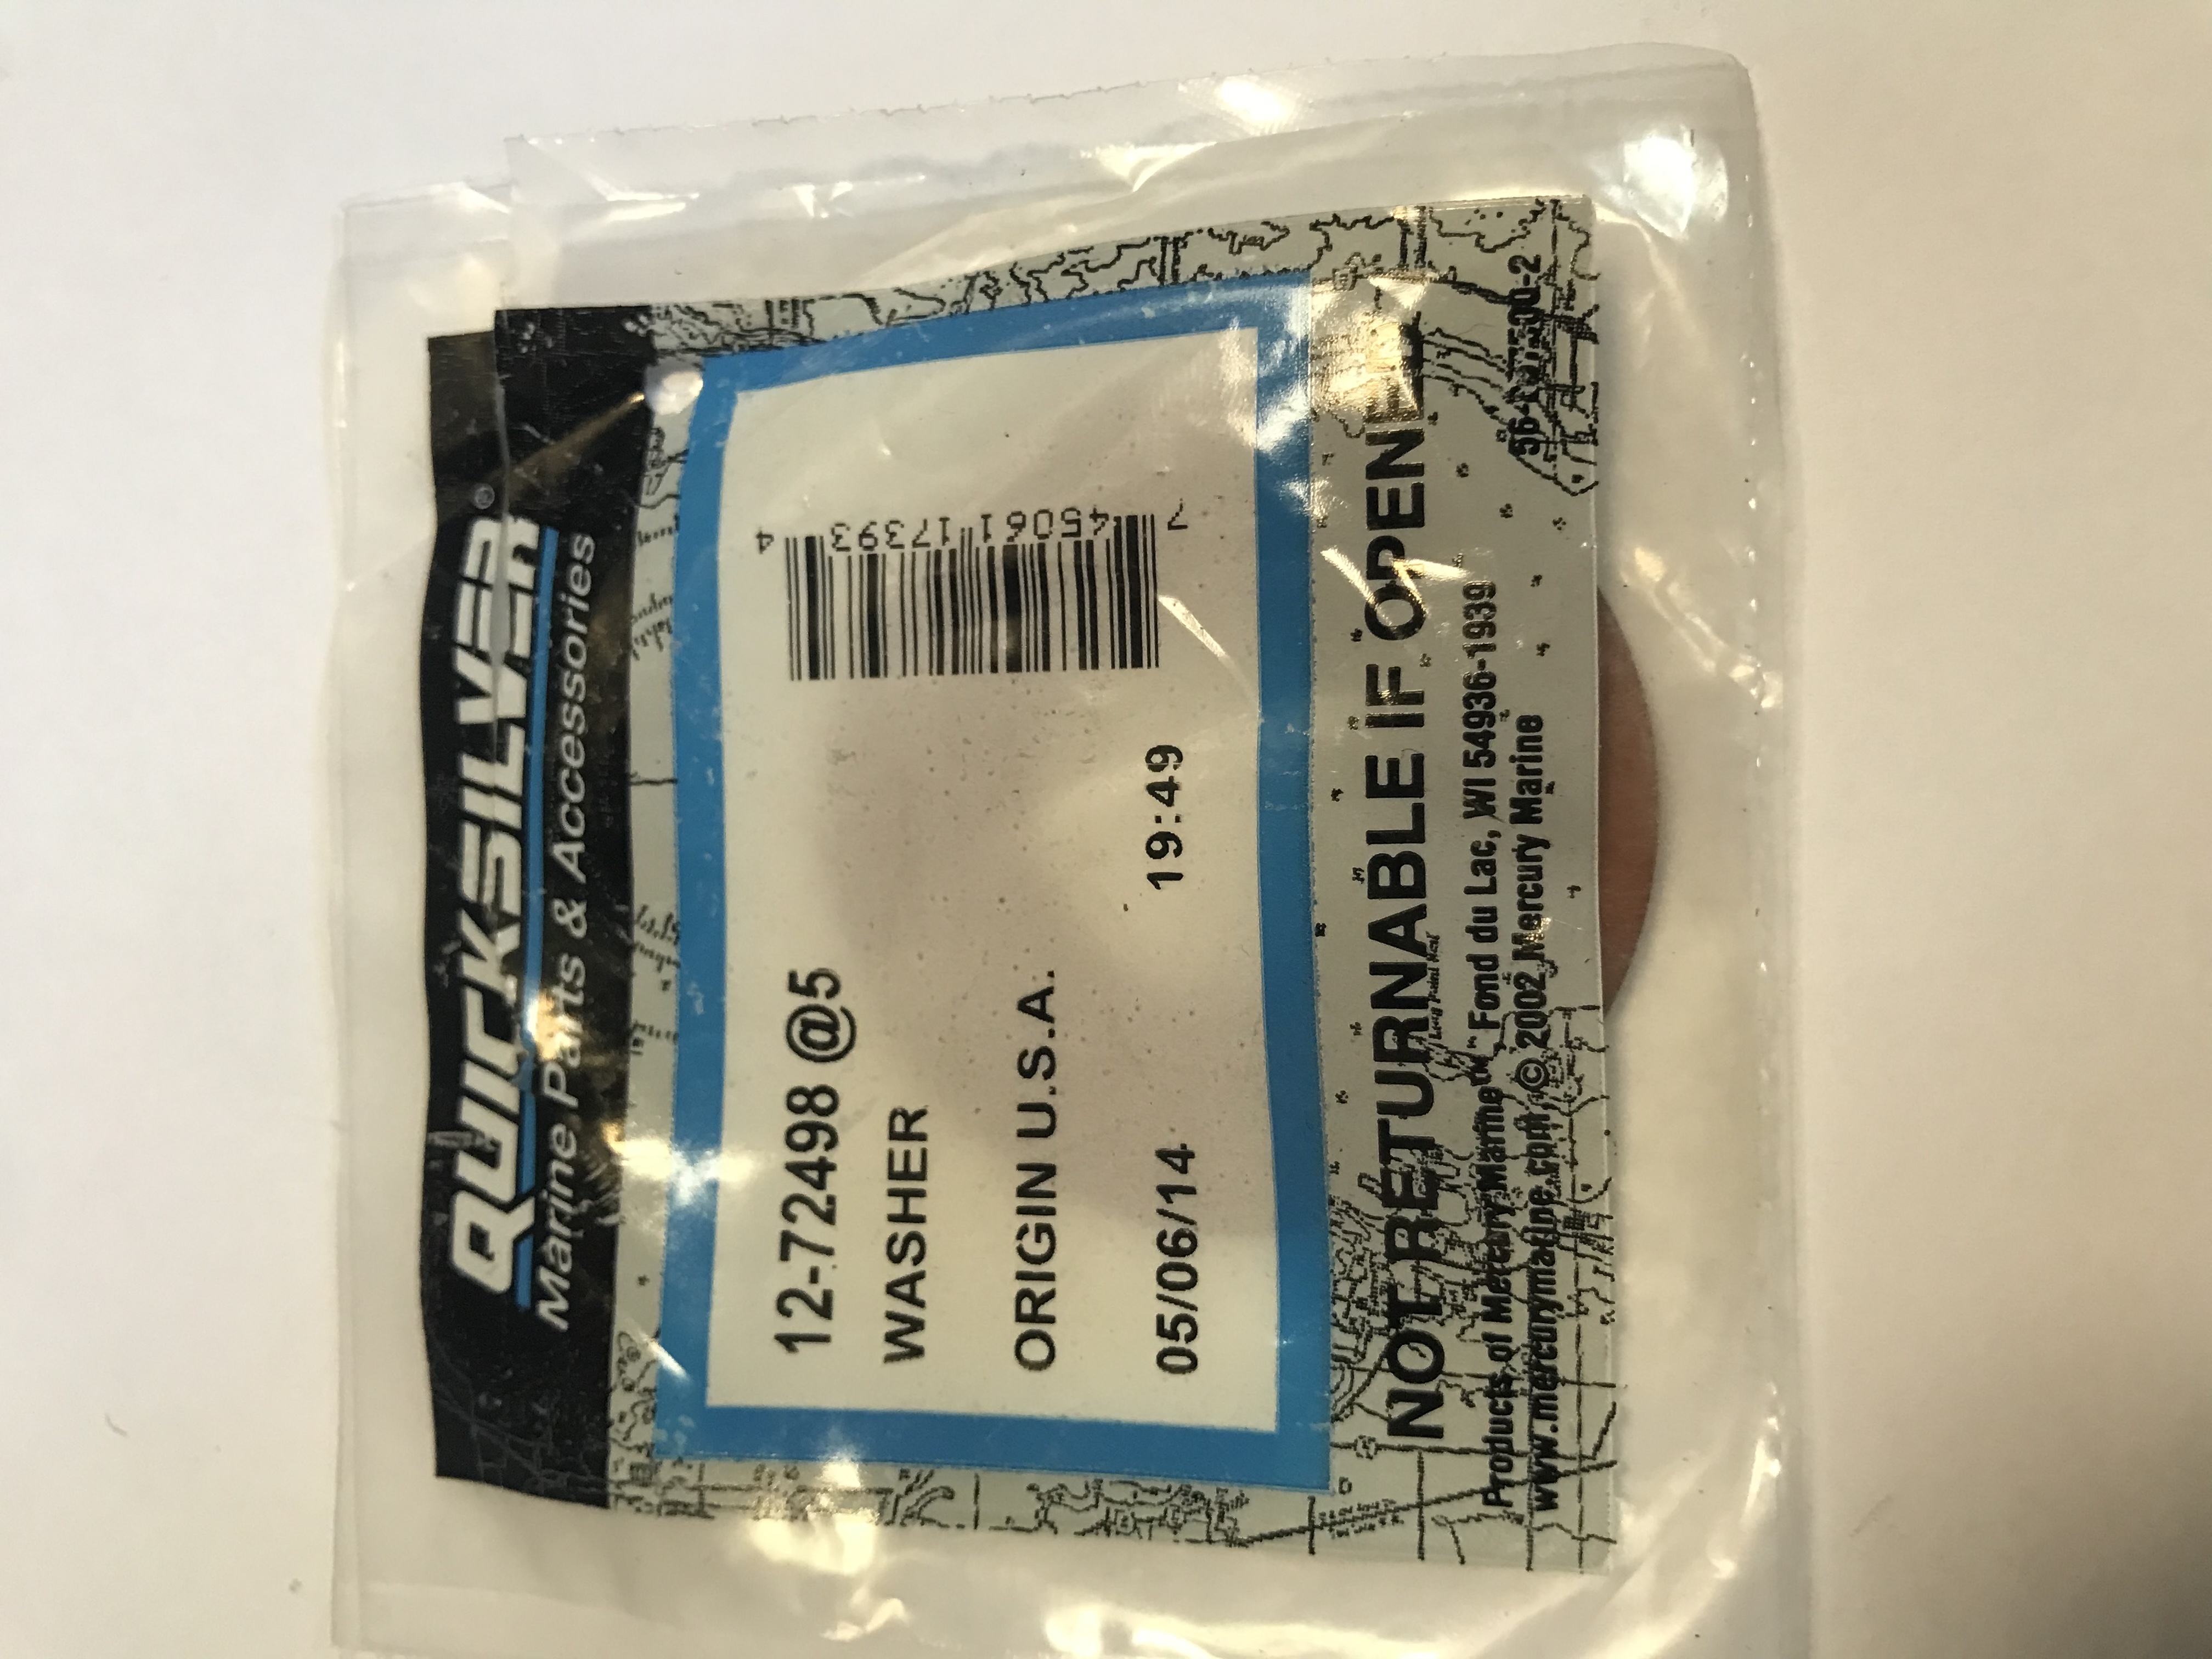 QUICKSILVER®
Marine Parts & Accessories
12-72498 @5
WASHER
ORIGIN U.S.A.
05/06/14 19:49
7 45061 17393 4
NOT RETURNABLE IF OPENED
Products of Mercury Marine™ Fond du Lac, WI 54936-1939
www.mercurymarine.com © 2002 Mercury Marine